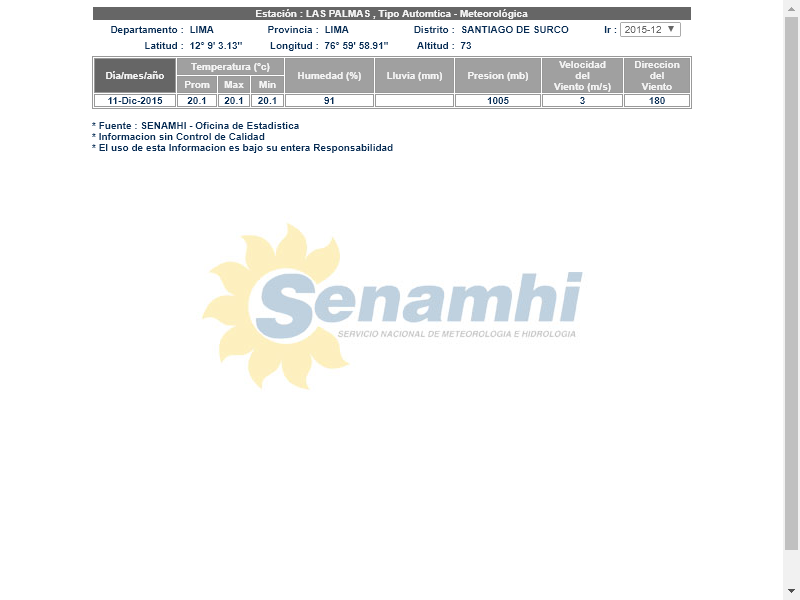 Estación : LAS PALMAS , Tipo Automtica - Meteorológica
Departamento : LIMA Provincia : LIMA Distrito : SANTIAGO DE SURCO Ir : 2015-12
Latitud : 12° 9' 3.13" Longitud : 76° 59' 58.91" Altitud : 73
Dia/mes/año Temperatura (°c) Humedad (%) Lluvia (mm) Presion (mb) Velocidad del Viento (m/s) Direccion del Viento
Prom Max Min
11-Dic-2015 20.1 20.1 20.1 91 1005 3 180
* Fuente : SENAMHI - Oficina de Estadistica
* Informacion sin Control de Calidad
* El uso de esta Informacion es bajo su entera Responsabilidad
Senamhi
SERVICIO NACIONAL DE METEOROLOGIA E HIDROLOGIA